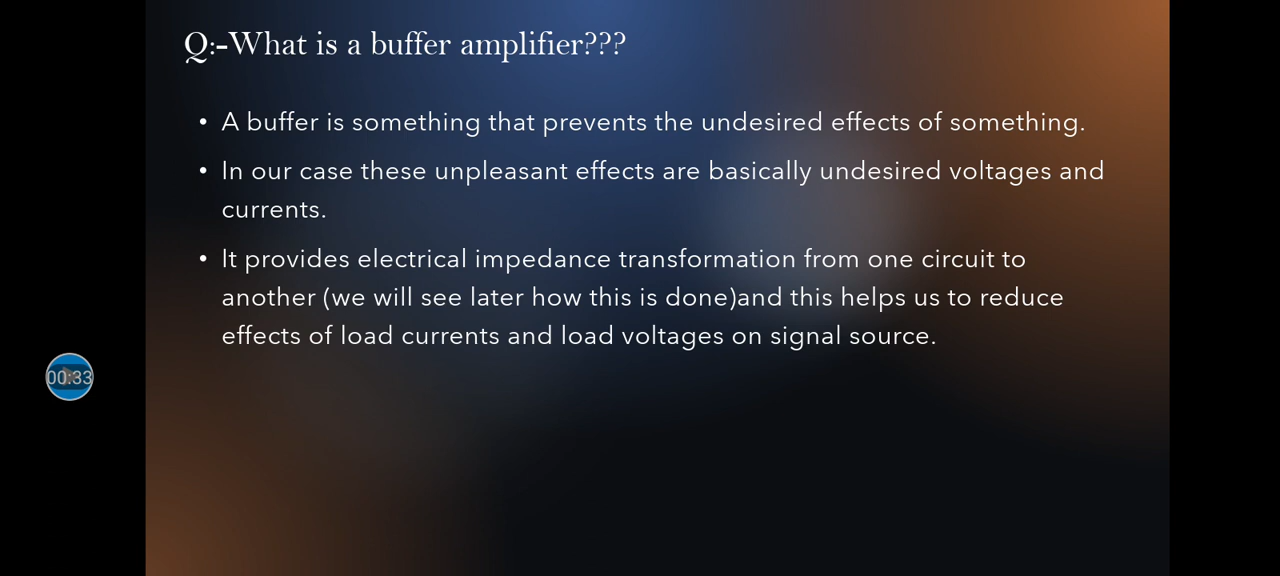 Q:-What is a buffer amplifier???
• A buffer is something that prevents the undesired effects of something.
• In our case these unpleasant effects are basically undesired voltages and
currents.
• It provides electrical impedance transformation from one circuit to
another (we will see later how this is done)and this helps us to reduce
effects of load currents and load voltages on signal source.
00:33